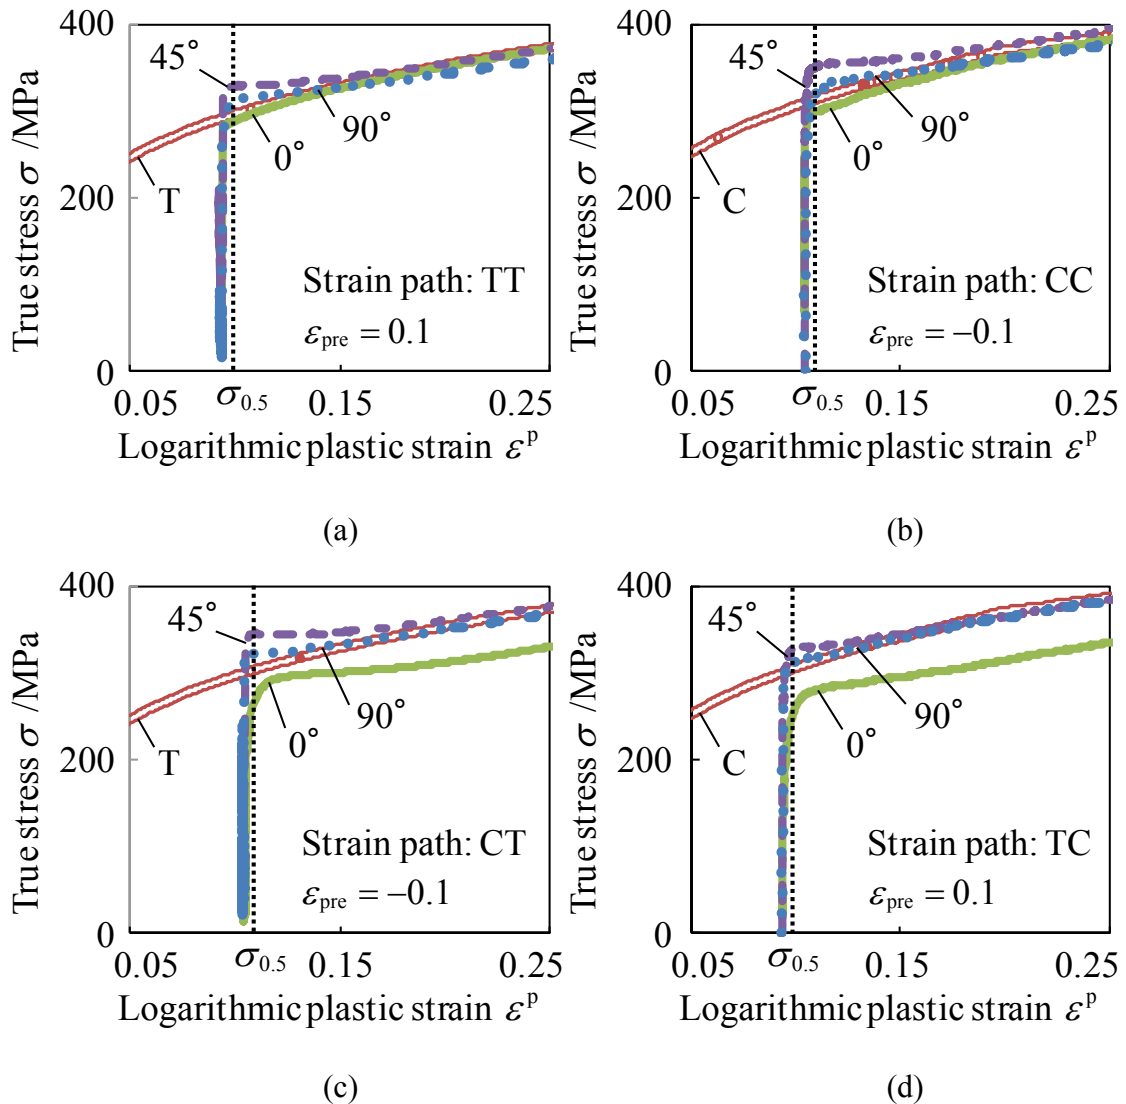 True stress σ /MPa
400
200
0
45°
90°
0°
T
Strain path: TT
εpre = 0.1
0.05 σ0.5 0.15 0.25
Logarithmic plastic strain εᵖ
(a)
True stress σ /MPa
400
200
0
45°
90°
0°
C
Strain path: CC
εpre = −0.1
0.05 σ0.5 0.15 0.25
Logarithmic plastic strain εᵖ
(b)
True stress σ /MPa
400
200
0
45°
90°
0°
T
Strain path: CT
εpre = −0.1
0.05 σ0.5 0.15 0.25
Logarithmic plastic strain εᵖ
(c)
True stress σ /MPa
400
200
0
45°
90°
0°
C
Strain path: TC
εpre = 0.1
0.05 σ0.5 0.15 0.25
Logarithmic plastic strain εᵖ
(d)